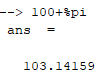 --> 100+%pi
ans  =
103.14159